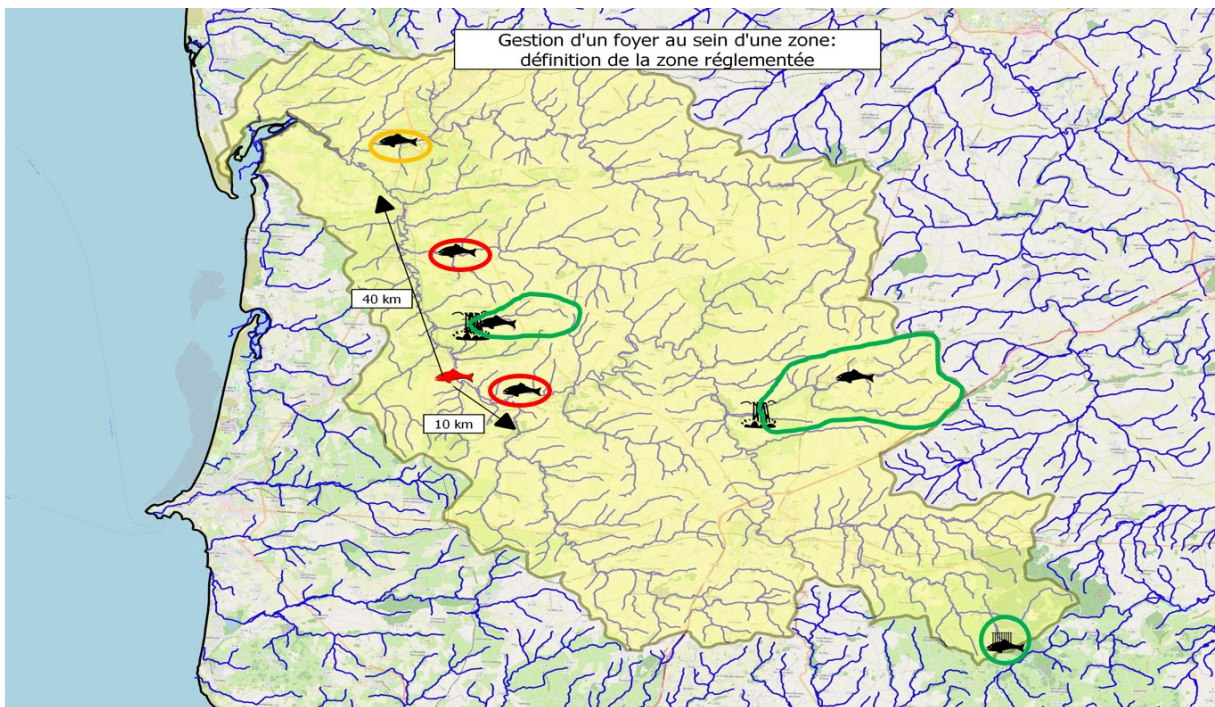 Gestion d'un foyer au sein d'une zone:
définition de la zone réglementée
40 km
10 km